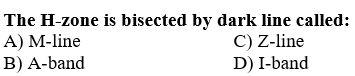 The H-zone is bisected by dark line called:
A) M-line C) Z-line
B) A-band D) I-band